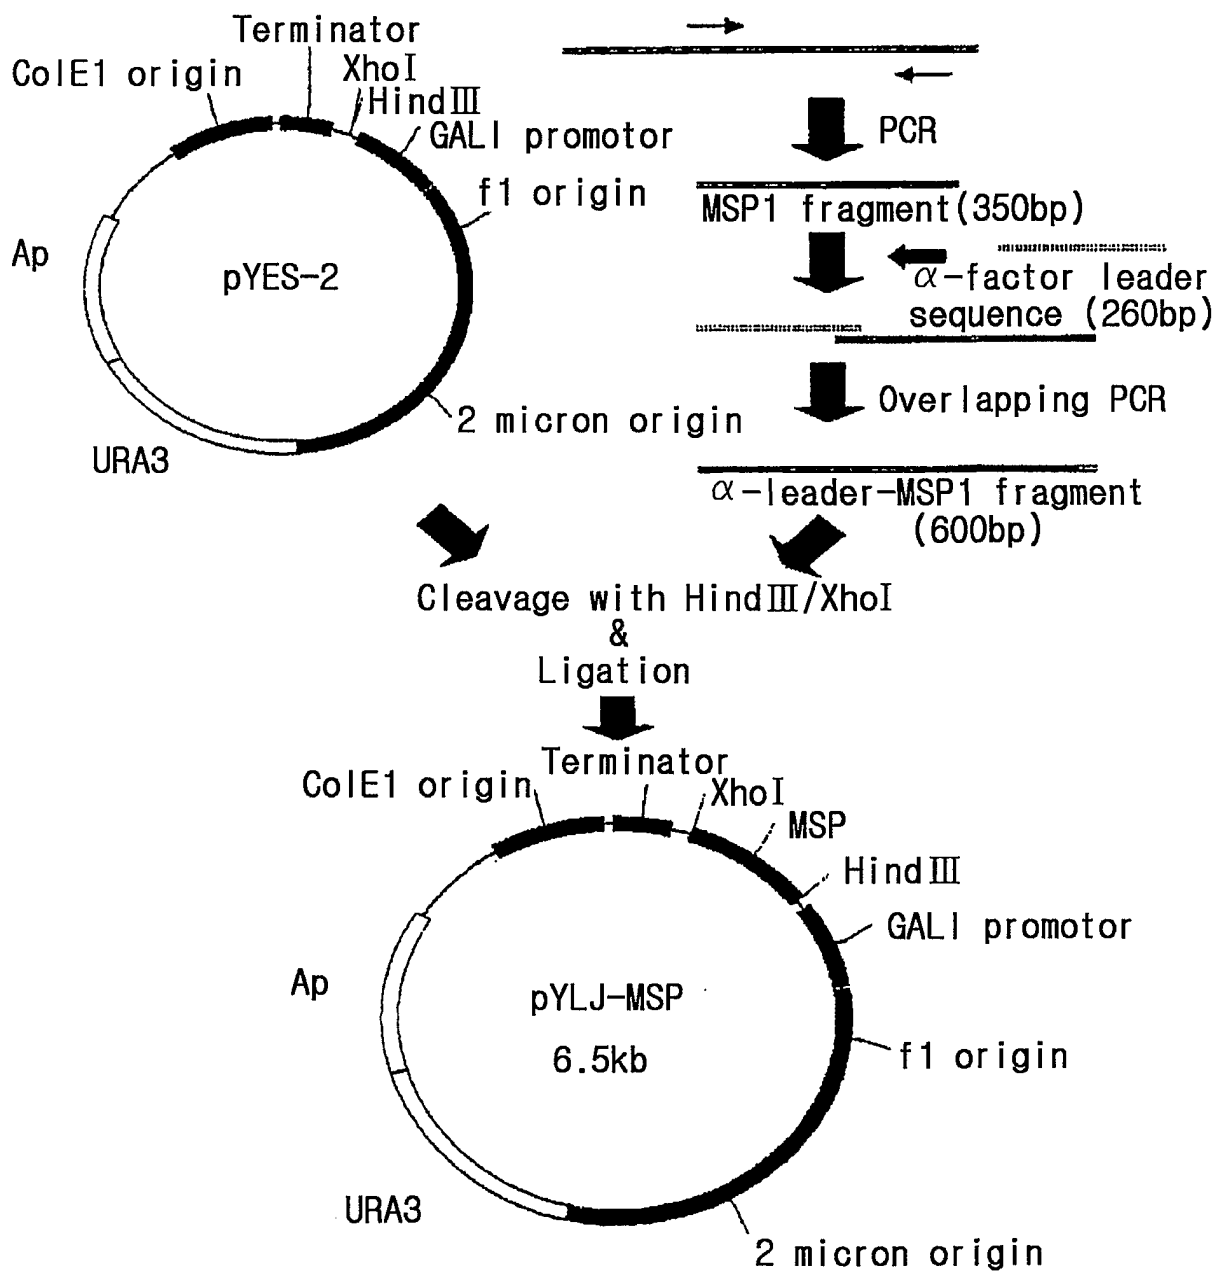 Terminator
ColE1 origin
XhoⅠ
HindⅢ
GALI promotor
f1 origin
Ap
pYES-2
2 micron origin
URA3
PCR
MSP1 fragment(350bp)
α-factor leader
sequence (260bp)
Overlapping PCR
α-leader-MSP1 fragment
(600bp)
Cleavage with HindⅢ/XhoⅠ
&
Ligation
Terminator
ColE1 origin
XhoⅠ
MSP
HindⅢ
GALI promotor
Ap
pYLJ-MSP
6.5kb
f1 origin
URA3
2 micron origin